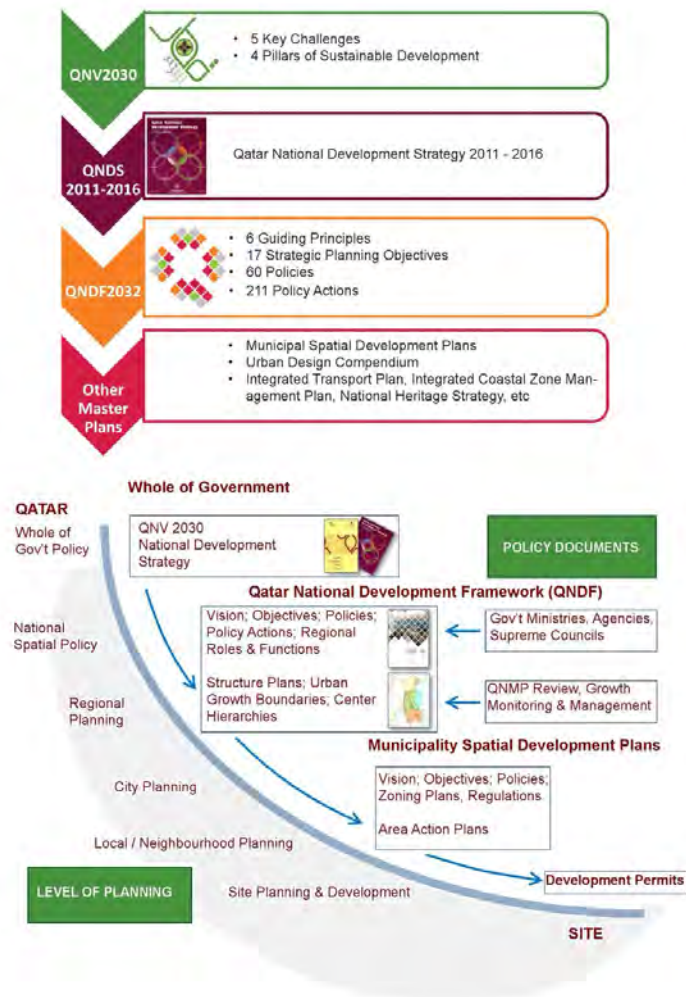 QNV2030
• 5 Key Challenges
• 4 Pillars of Sustainable Development
QNDS
2011-2016
Qatar National Development Strategy 2011 - 2016
QNDF2032
• 6 Guiding Principles
• 17 Strategic Planning Objectives
• 60 Policies
• 211 Policy Actions
Other
Master
Plans
• Municipal Spatial Development Plans
• Urban Design Compendium
• Integrated Transport Plan, Integrated Coastal Zone Man-
agement Plan, National Heritage Strategy, etc
Whole of Government
QATAR
Whole of
Gov't Policy
QNV 2030
National Development
Strategy
POLICY DOCUMENTS
Qatar National Development Framework (QNDF)
National
Spatial Policy
Vision; Objectives; Policies;
Policy Actions; Regional
Roles & Functions
Gov't Ministries, Agencies,
Supreme Councils
Structure Plans; Urban
Growth Boundaries; Center
Hierarchies
QNMP Review, Growth
Monitoring & Management
Regional
Planning
Municipality Spatial Development Plans
City Planning
Vision; Objectives; Policies;
Zoning Plans, Regulations
Area Action Plans
Local / Neighbourhood Planning
Development Permits
LEVEL OF PLANNING
Site Planning & Development
SITE